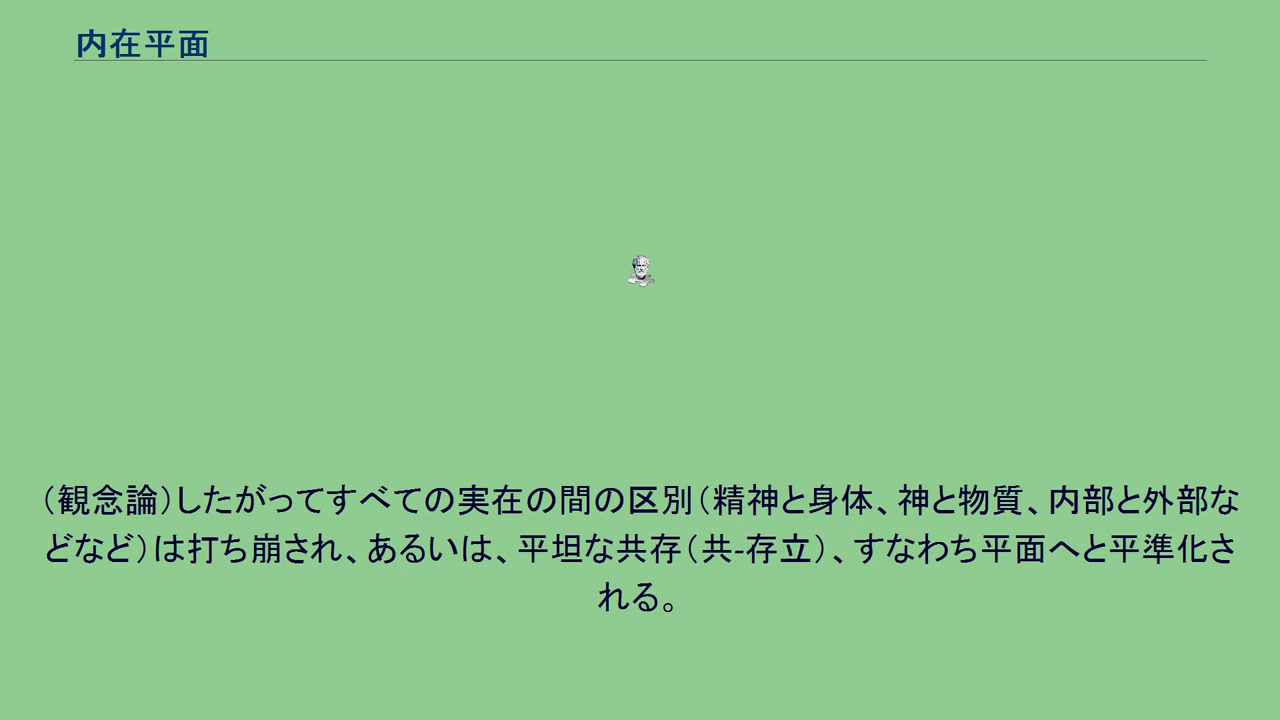 内在平面
（観念論）したがってすべての実在の間の区別（精神と身体、神と物質、内部と外部な
どなど）は打ち崩され、あるいは、平坦な共存（共-存立）、すなわち平面へと平準化さ
れる。